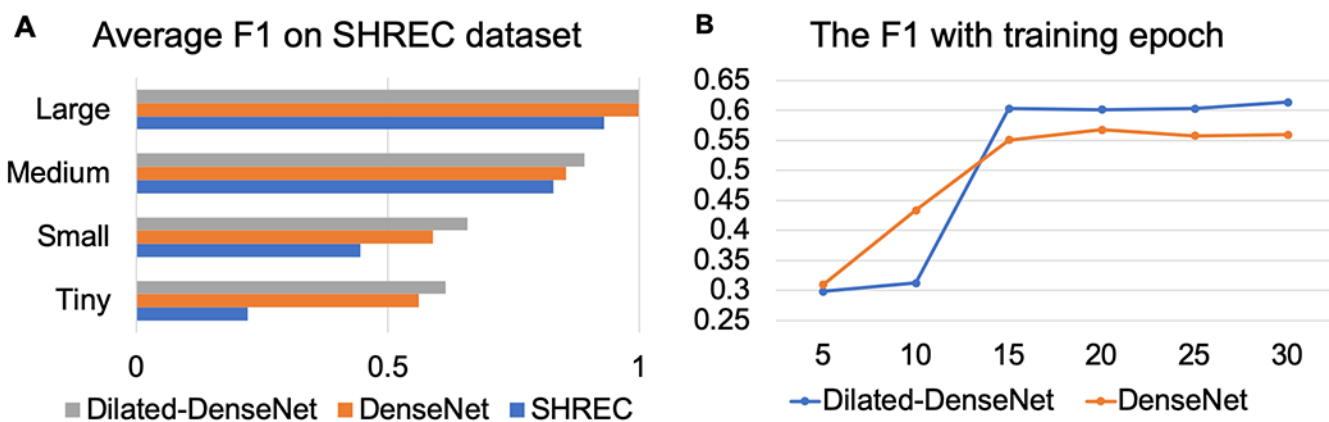 A Average F1 on SHREC dataset
Large
Medium
Small
Tiny
0 0.5 1
Dilated-DenseNet DenseNet SHREC
B The F1 with training epoch
0.65
0.6
0.55
0.5
0.45
0.4
0.35
0.3
0.25
5 10 15 20 25 30
Dilated-DenseNet DenseNet